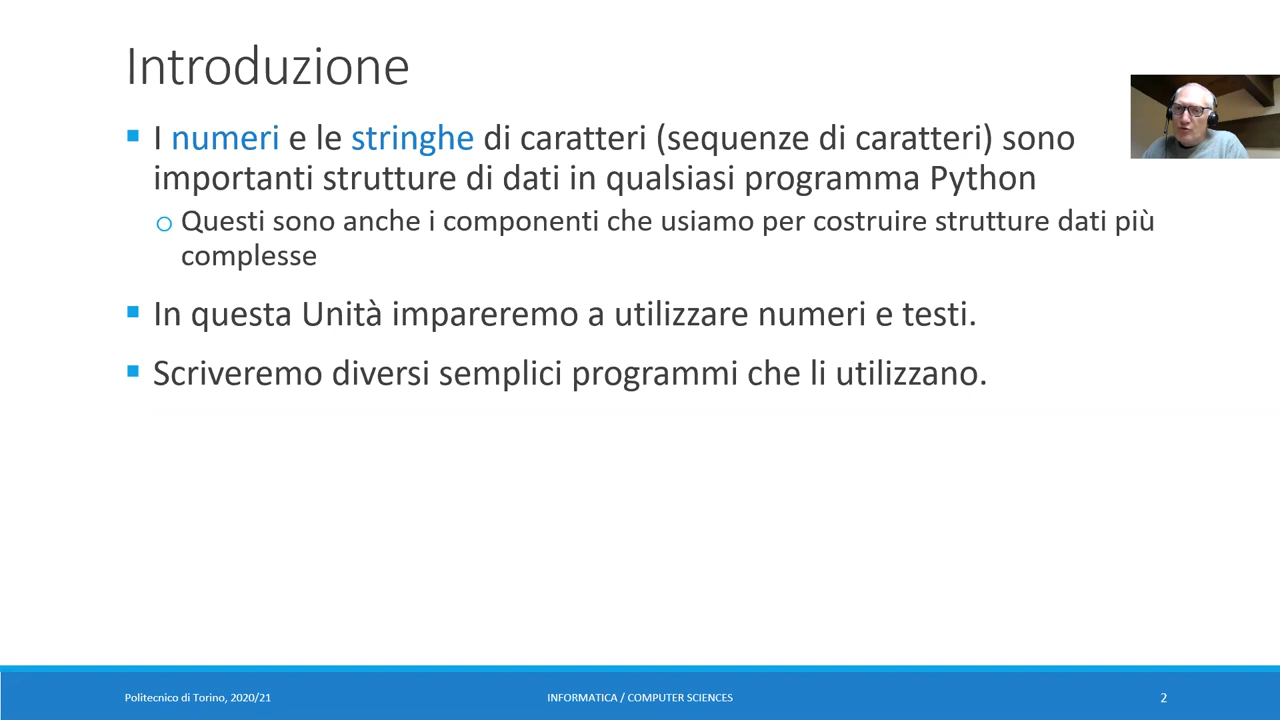 Introduzione
I numeri e le stringhe di caratteri (sequenze di caratteri) sono
importanti strutture di dati in qualsiasi programma Python
Questi sono anche i componenti che usiamo per costruire strutture dati più
complesse
In questa Unità impareremo a utilizzare numeri e testi.
Scriveremo diversi semplici programmi che li utilizzano.
Politecnico di Torino, 2020/21
INFORMATICA / COMPUTER SCIENCES
2